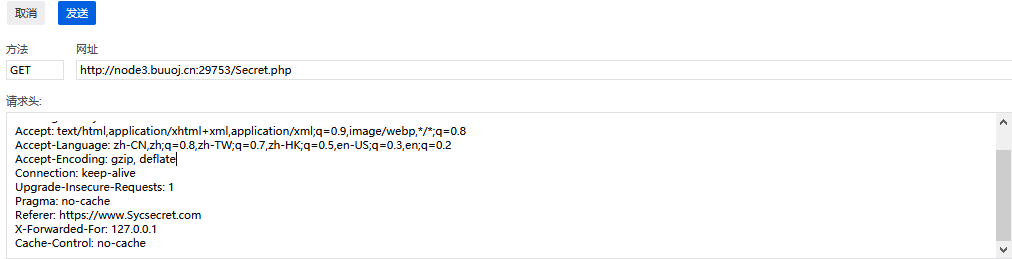 取消 发送
方法 网址
GET http://node3.buuoj.cn:29753/Secret.php
请求头:
Accept: text/html,application/xhtml+xml,application/xml;q=0.9,image/webp,*/*;q=0.8
Accept-Language: zh-CN,zh;q=0.8,zh-TW;q=0.7,zh-HK;q=0.5,en-US;q=0.3,en;q=0.2
Accept-Encoding: gzip, deflate
Connection: keep-alive
Upgrade-Insecure-Requests: 1
Pragma: no-cache
Referer: https://www.Sycsecret.com
X-Forwarded-For: 127.0.0.1
Cache-Control: no-cache